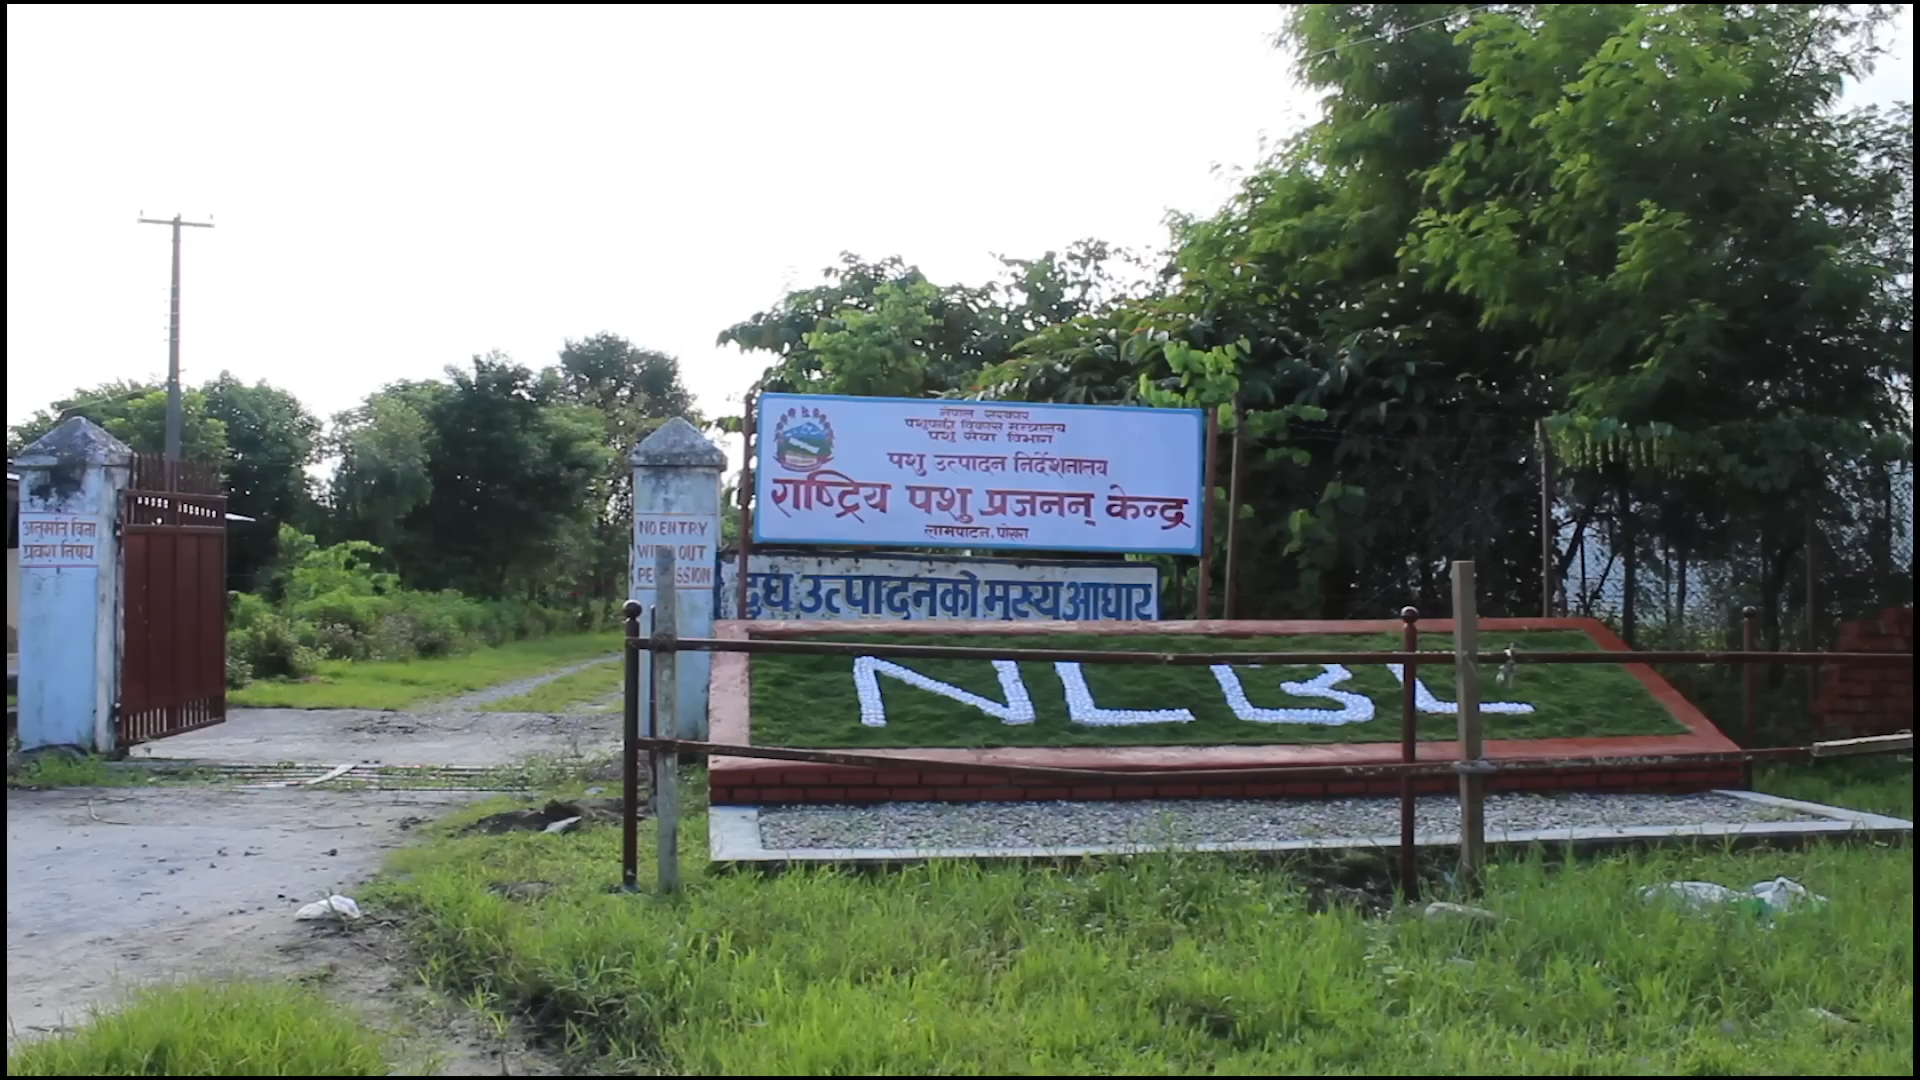 नेपाल सरकार
पशुपन्छी विकास मन्त्रालय
पशु सेवा विभाग
पशु उत्पादन निर्देशनालय
राष्ट्रिय पशु प्रजनन् केन्द्र
लामपाटन, पोखरा
अनुमति विना
प्रवेश निषेध
NO ENTRY
WITHOUT
PERMISSION
दुग्ध उत्पादनको मुख्य आधार
NLBC